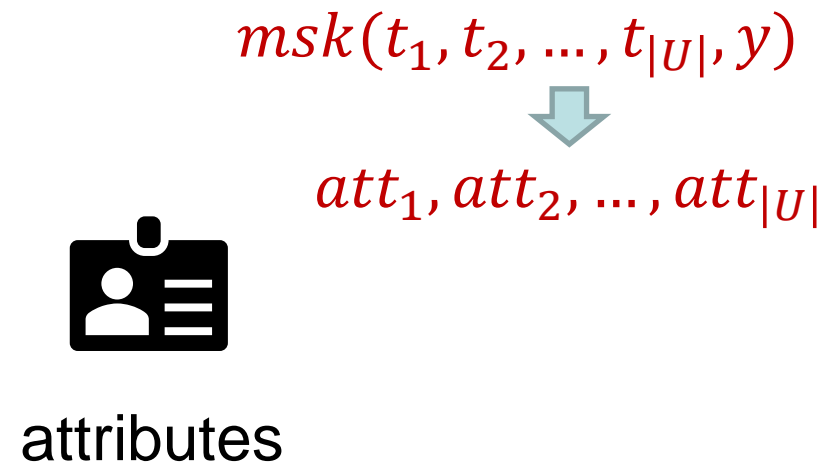 msk(t₁, t₂, … , t|U|, y)
att₁, att₂, … , att|U|
attributes